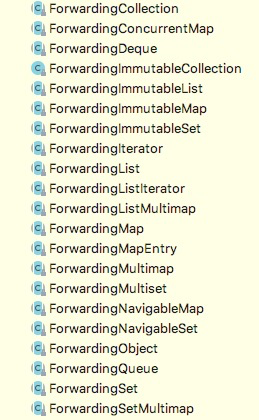 ForwardingCollection
ForwardingConcurrentMap
ForwardingDeque
ForwardingImmutableCollection
ForwardingImmutableList
ForwardingImmutableMap
ForwardingImmutableSet
ForwardingIterator
ForwardingList
ForwardingListIterator
ForwardingListMultimap
ForwardingMap
ForwardingMapEntry
ForwardingMultimap
ForwardingMultiset
ForwardingNavigableMap
ForwardingNavigableSet
ForwardingObject
ForwardingQueue
ForwardingSet
ForwardingSetMultimap